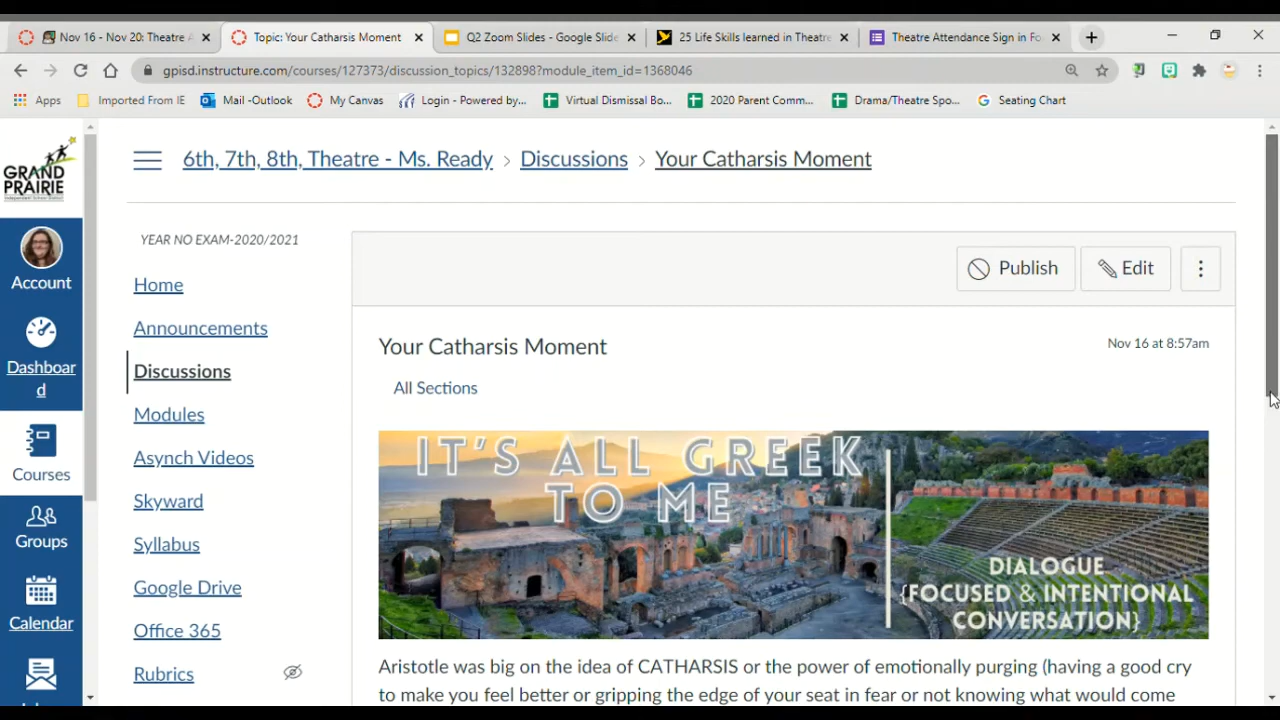 Nov 16 - Nov 20: Theatre A
Topic: Your Catharsis Moment
Q2 Zoom Slides - Google Slide
25 Life Skills learned in Theatre
Theatre Attendance Sign in Fo
gpisd.instructure.com/courses/127373/discussion_topics/132898?module_item_id=1368046
Apps
Imported From IE
Mail -Outlook
My Canvas
Login - Powered by...
Virtual Dismissal Bo...
2020 Parent Comm...
Drama/Theatre Spo...
Seating Chart
GRAND
PRAIRIE
6th, 7th, 8th, Theatre - Ms. Ready > Discussions > Your Catharsis Moment
Account
Dashboar
d
Courses
Groups
Calendar
YEAR NO EXAM-2020/2021
Home
Announcements
Discussions
Modules
Asynch Videos
Skyward
Syllabus
Google Drive
Office 365
Rubrics
Publish
Edit
Your Catharsis Moment
Nov 16 at 8:57am
All Sections
IT'S ALL GREEK
TO ME
DIALOGUE
{FOCUSED & INTENTIONAL
CONVERSATION}
Aristotle was big on the idea of CATHARSIS or the power of emotionally purging (having a good cry
to make you feel better or gripping the edge of your seat in fear or not knowing what would come